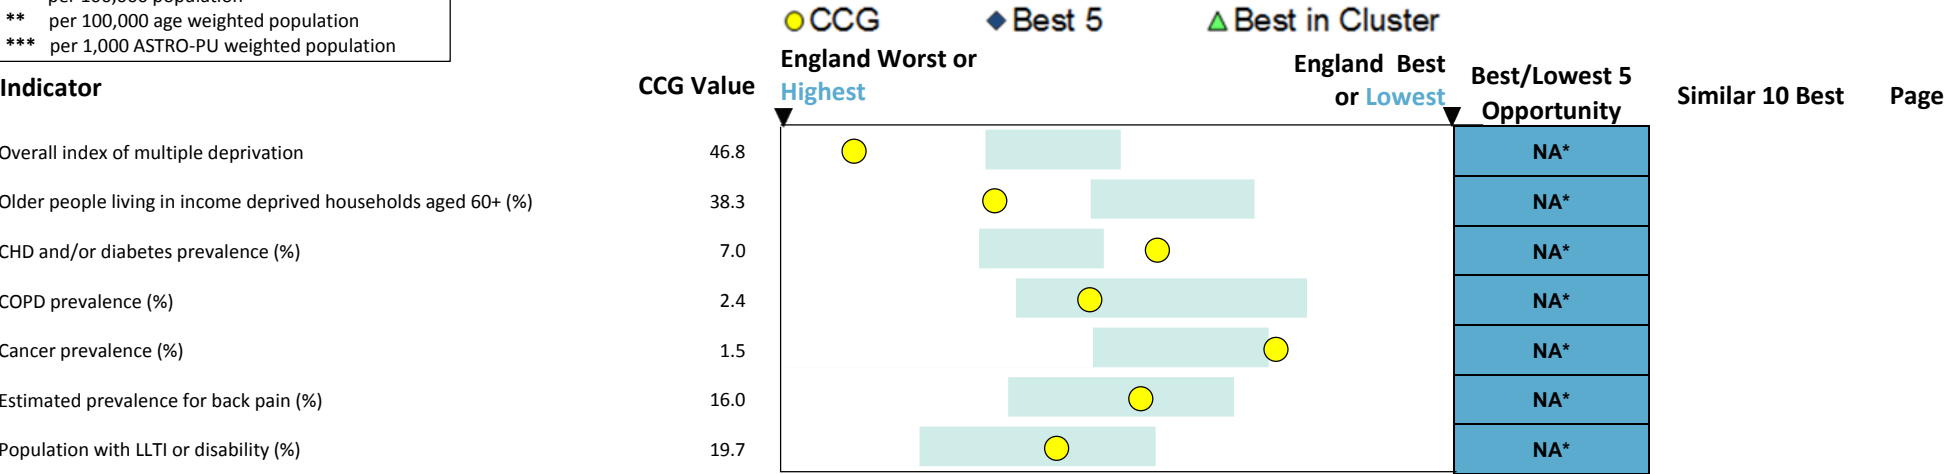 per 100,000 population
** per 100,000 age weighted population
*** per 1,000 ASTRO-PU weighted population
CCG Best 5 Best in Cluster
Indicator
CCG Value
England Worst or
Highest
England Best
or Lowest
Best/Lowest 5
Opportunity
Similar 10 Best
Page
Overall index of multiple deprivation 46.8 NA*
Older people living in income deprived households aged 60+ (%) 38.3 NA*
CHD and/or diabetes prevalence (%) 7.0 NA*
COPD prevalence (%) 2.4 NA*
Cancer prevalence (%) 1.5 NA*
Estimated prevalence for back pain (%) 16.0 NA*
Population with LLTI or disability (%) 19.7 NA*